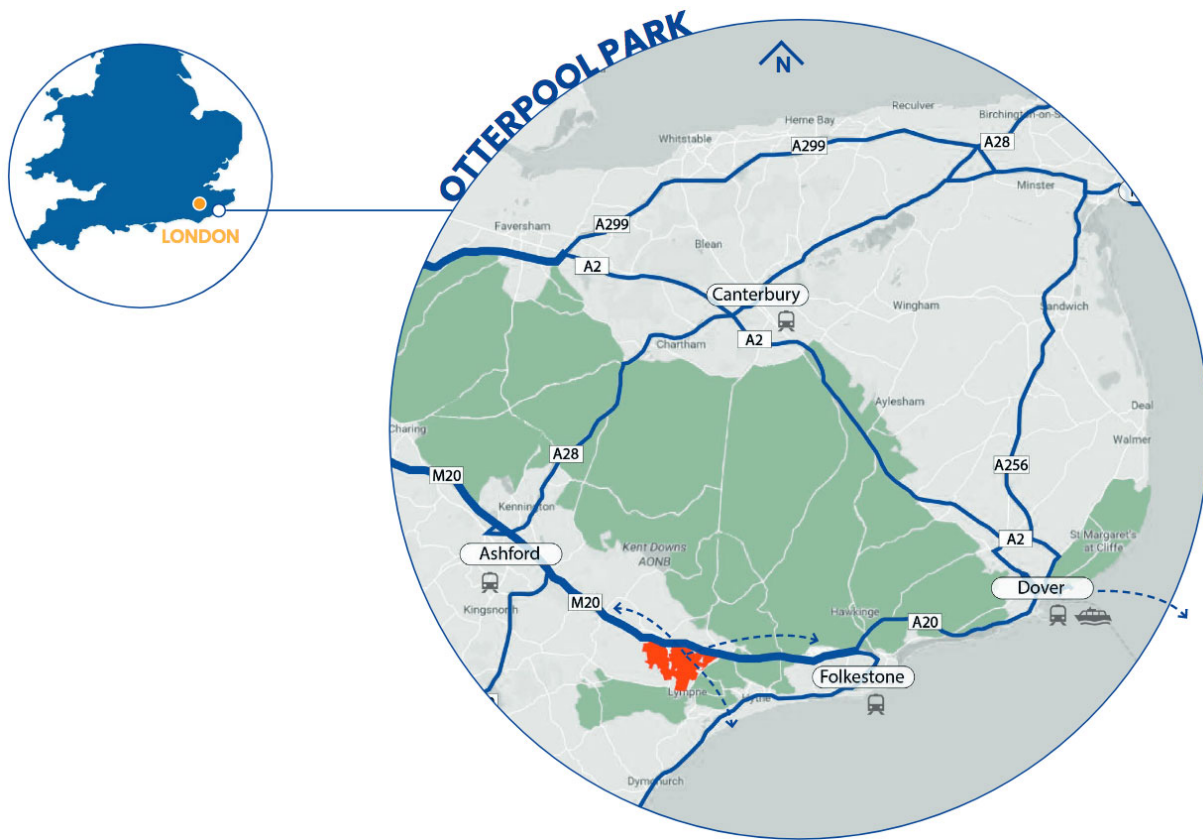 OTTERPOOL PARK
LONDON
N
Reculver
Herne Bay
Whitstable
A299
A28
Minster
A299
Faversham
Blean
A2
Canterbury
Wingham
Sandwich
A2
Chartham
Aylesham
Deal
Charing
Walmer
A28
A256
M20
Kennington
A2
St Margaret's
at Cliffe
Ashford
Kent Downs
AONB
Dover
Kingsnorth
M20
Hawkinge
A20
Folkestone
Lympne
Hythe
Dymchurch